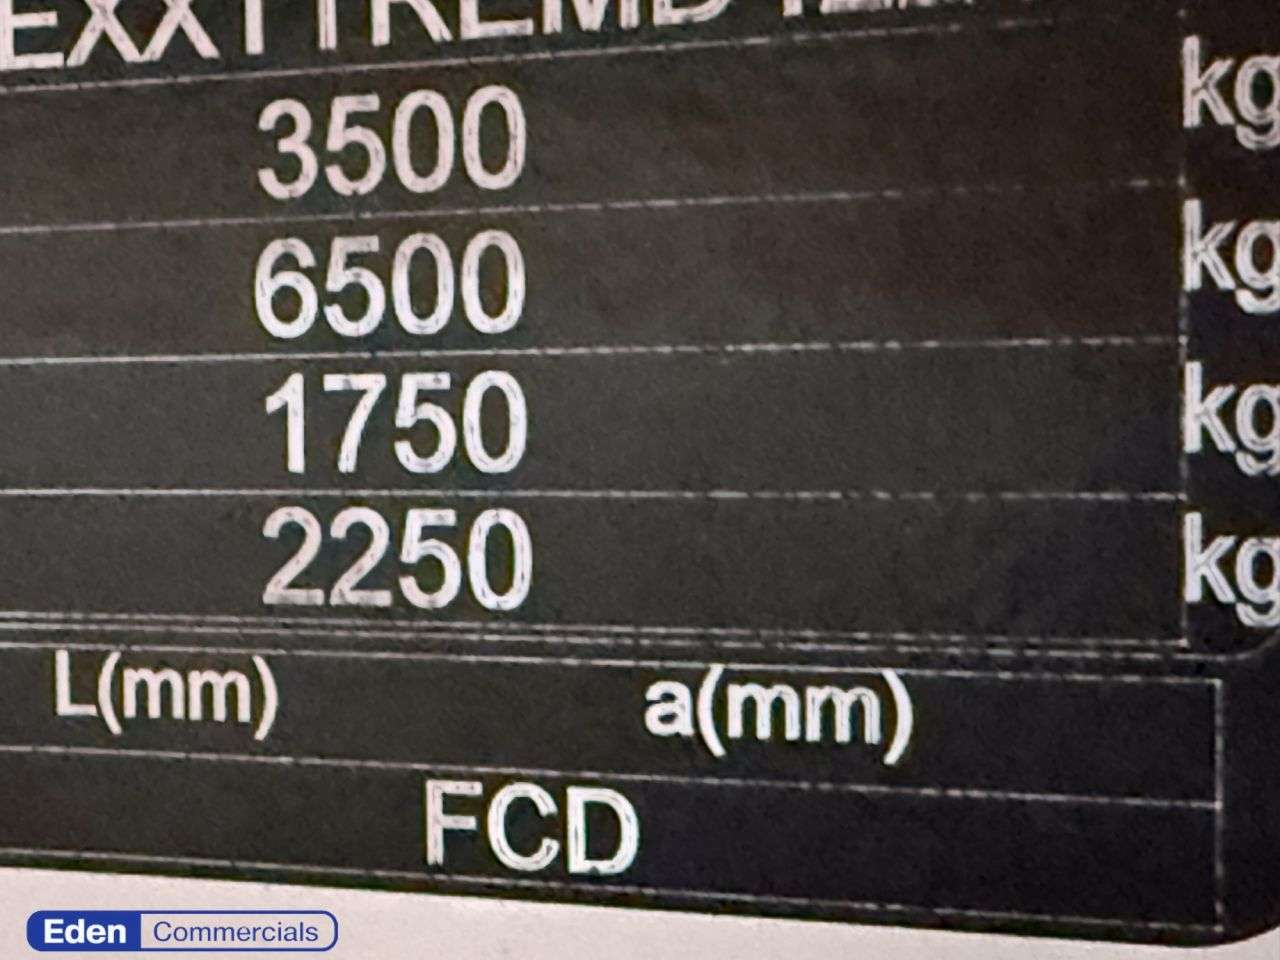 3500 kg
6500 kg
1750 kg
2250 kg
L(mm) a(mm)
FCD
Eden Commercials